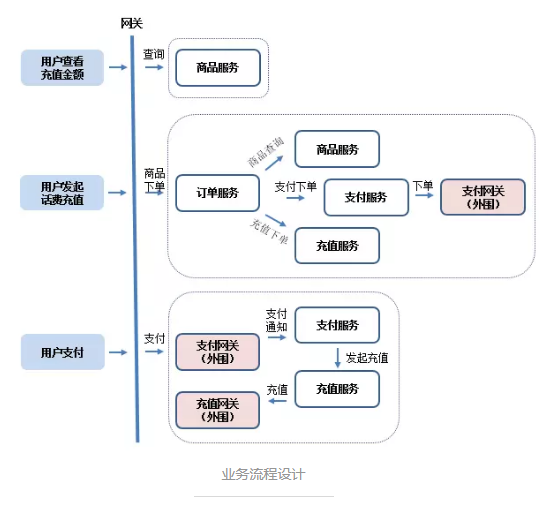 网关
用户查看
充值金额
查询
商品服务
用户发起
话费充值
商品
下单
订单服务
商品查询
商品服务
支付下单
支付服务
下单
支付网关
（外围）
充值下单
充值服务
用户支付
支付
支付网关
（外围）
支付
通知
支付服务
发起充值
充值服务
充值
充值网关
（外围）
业务流程设计